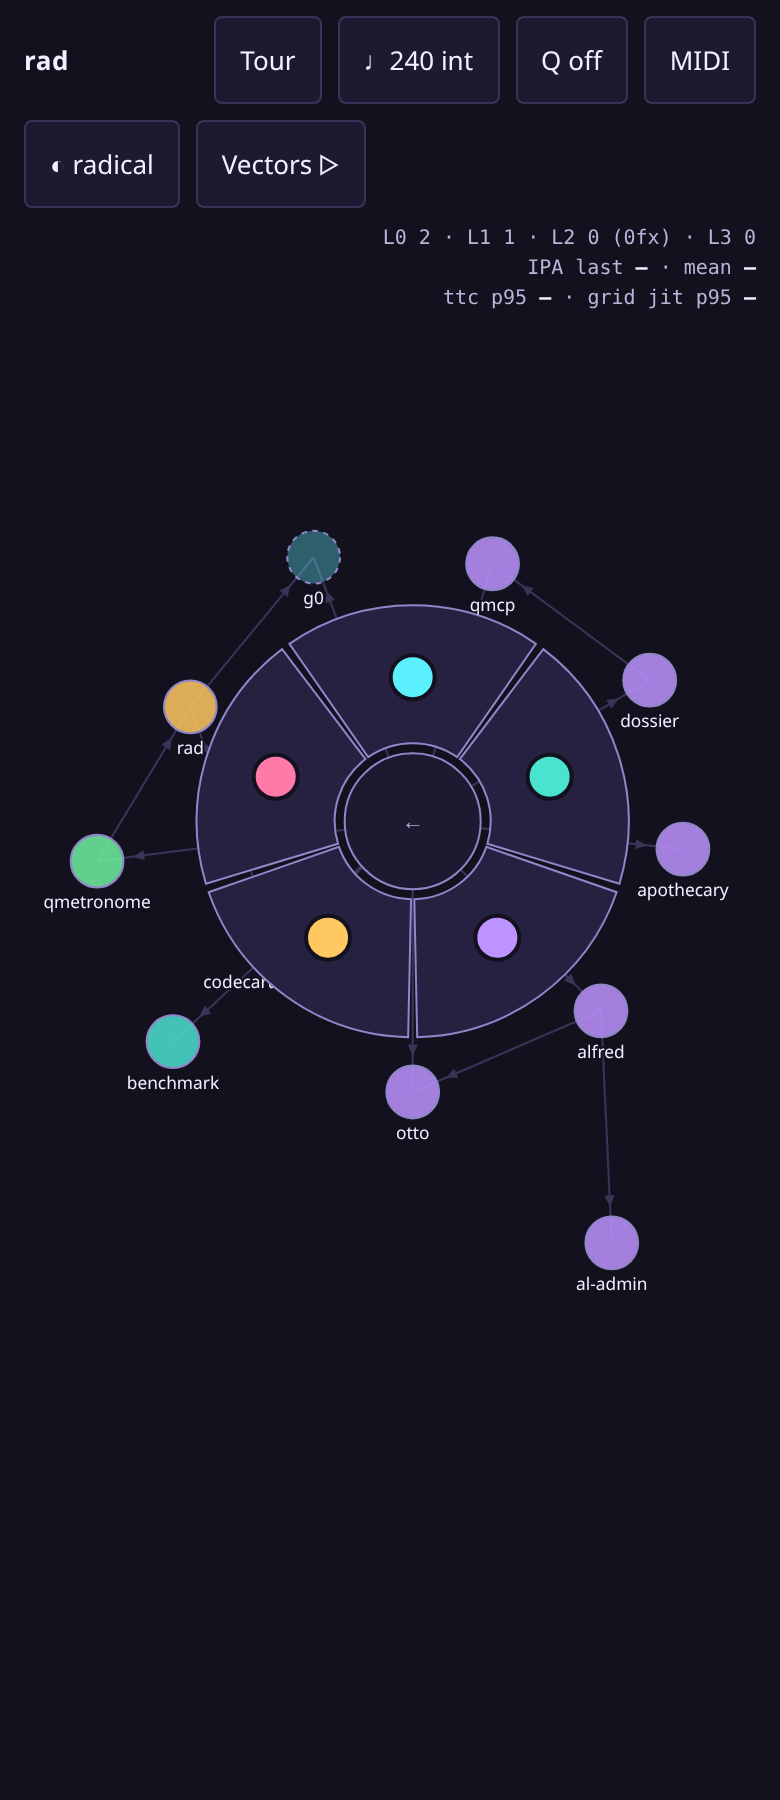 rad
Tour
♩ 240 int
Q off
MIDI
◐ radical
Vectors ▷
L0 2 · L1 1 · L2 0 (0fx) · L3 0
IPA last — · mean —
ttc p95 — · grid jit p95 —
g0
qmcp
dossier
rad
←
apothecary
qmetronome
alfred
benchmark
otto
al-admin